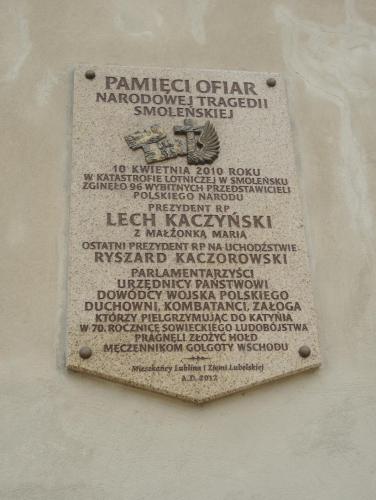 PAMIĘCI OFIAR
NARODOWEJ TRAGEDII
SMOLEŃSKIEJ
10 KWIETNIA 2010 ROKU
W KATASTROFIE LOTNICZEJ W SMOLEŃSKU
ZGINĘŁO 96 WYBITNYCH PRZEDSTAWICIELI
POLSKIEGO NARODU
PREZYDENT RP
LECH KACZYŃSKI
Z MAŁŻONKĄ MARIĄ
OSTATNI PREZYDENT RP NA UCHODŹSTWIE
RYSZARD KACZOROWSKI
PARLAMENTARZYŚCI
URZĘDNICY PAŃSTWOWI
DOWÓDCY WOJSKA POLSKIEGO
DUCHOWNI, KOMBATANCI, ZAŁOGA
KTÓRZY PIELGRZYMUJĄC DO KATYNIA
W 70. ROCZNICĘ SOWIECKIEGO LUDOBÓJSTWA
PRAGNĘLI ZŁOŻYĆ HOŁD
MĘCZENNIKOM GOLGOTY WSCHODU
Mieszkańcy Lublina i Ziemi Lubelskiej
A.D. 2012